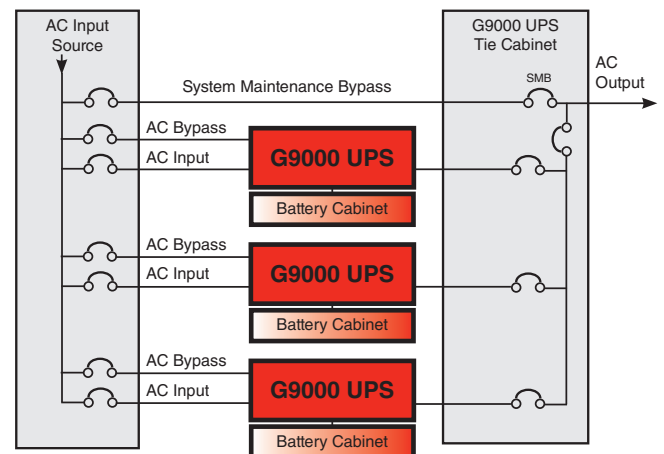 AC Input
Source
G9000 UPS
Tie Cabinet
AC
Output
System Maintenance Bypass
SMB
AC Bypass
AC Input
G9000 UPS
Battery Cabinet
AC Bypass
AC Input
G9000 UPS
Battery Cabinet
AC Bypass
AC Input
G9000 UPS
Battery Cabinet